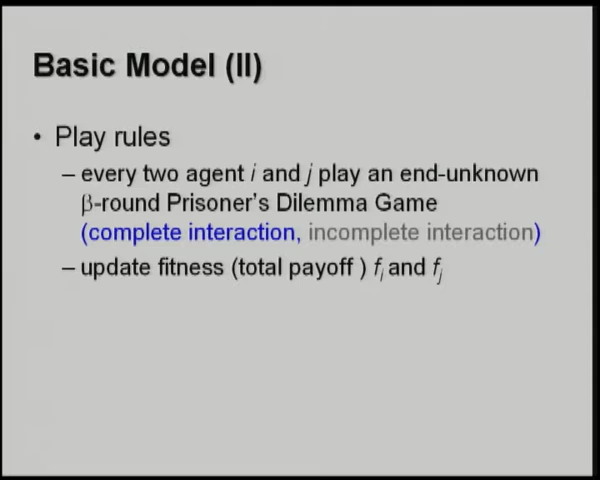 Basic Model (II)
• Play rules
– every two agent i and j play an end-unknown
β-round Prisoner's Dilemma Game
(complete interaction, incomplete interaction)
– update fitness (total payoff ) fi and fj